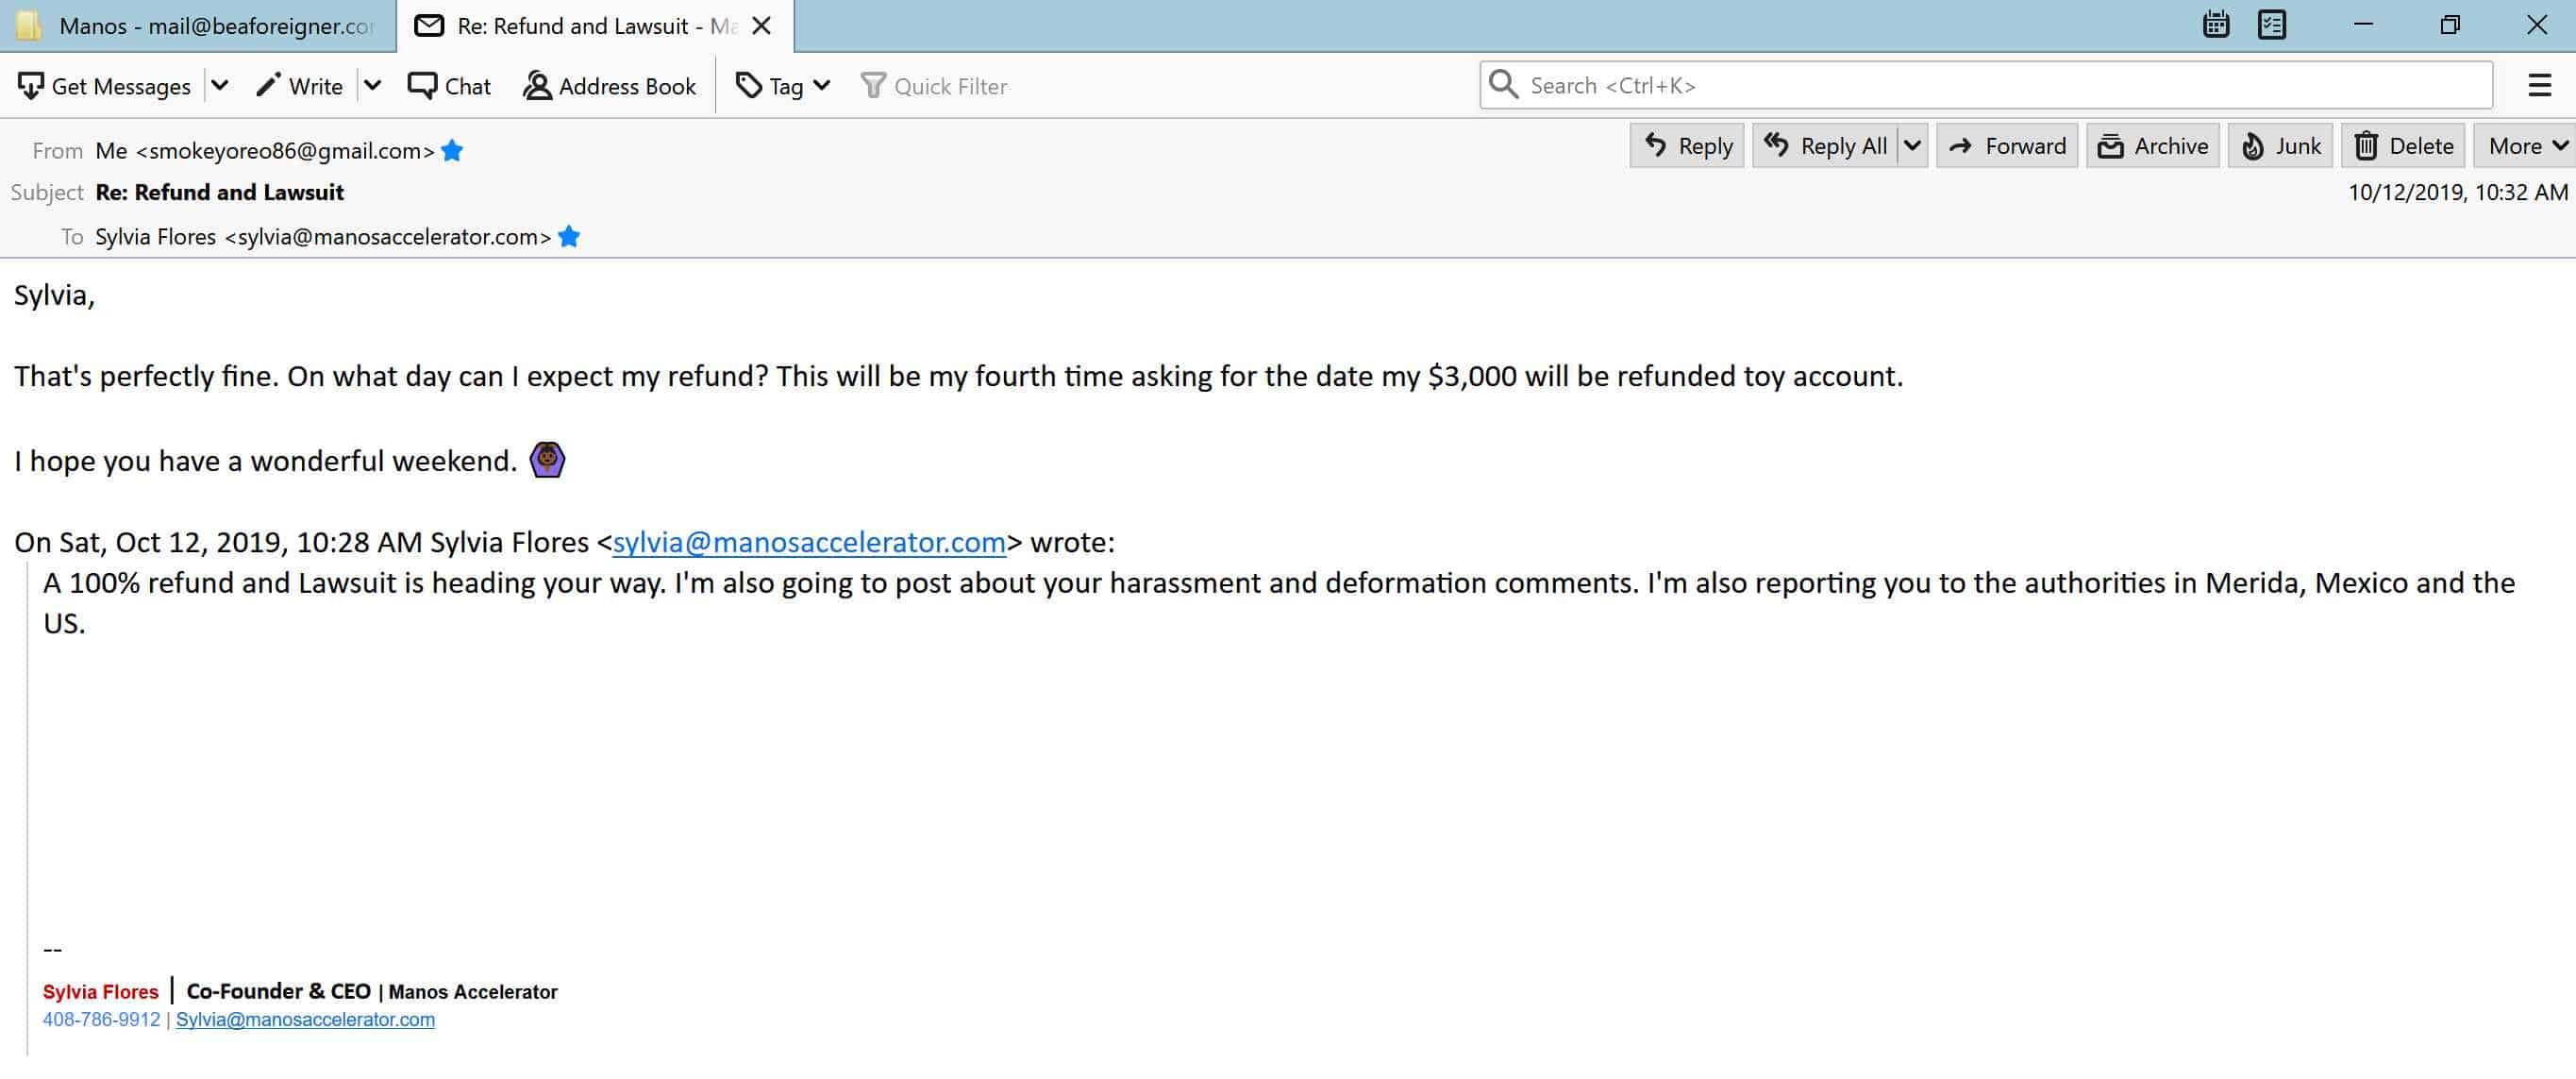 Manos - mail@beaforeigner.co
Re: Refund and Lawsuit - Ma
Get Messages
Write
Chat
Address Book
Tag
Quick Filter
Search <Ctrl+K>
From Me <smokeyoreo86@gmail.com>
Reply
Reply All
Forward
Archive
Junk
Delete
More
Subject Re: Refund and Lawsuit
10/12/2019, 10:32 AM
To Sylvia Flores <sylvia@manosaccelerator.com>
Sylvia,
That's perfectly fine. On what day can I expect my refund? This will be my fourth time asking for the date my $3,000 will be refunded toy account.
I hope you have a wonderful weekend.
On Sat, Oct 12, 2019, 10:28 AM Sylvia Flores <sylvia@manosaccelerator.com> wrote:
A 100% refund and Lawsuit is heading your way. I'm also going to post about your harassment and deformation comments. I'm also reporting you to the authorities in Merida, Mexico and the
US.
--
Sylvia Flores | Co-Founder & CEO | Manos Accelerator
408-786-9912 | Sylvia@manosaccelerator.com